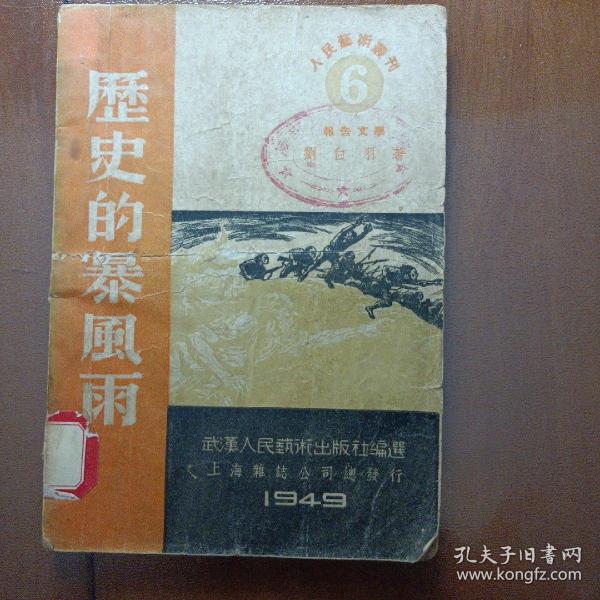 歷史的暴風雨
人民藝術叢刊
6
報告文學
劉白羽著
武漢人民藝術出版社編選
上海雜誌公司總發行
1949
孔夫子旧书网
www.kongfz.com